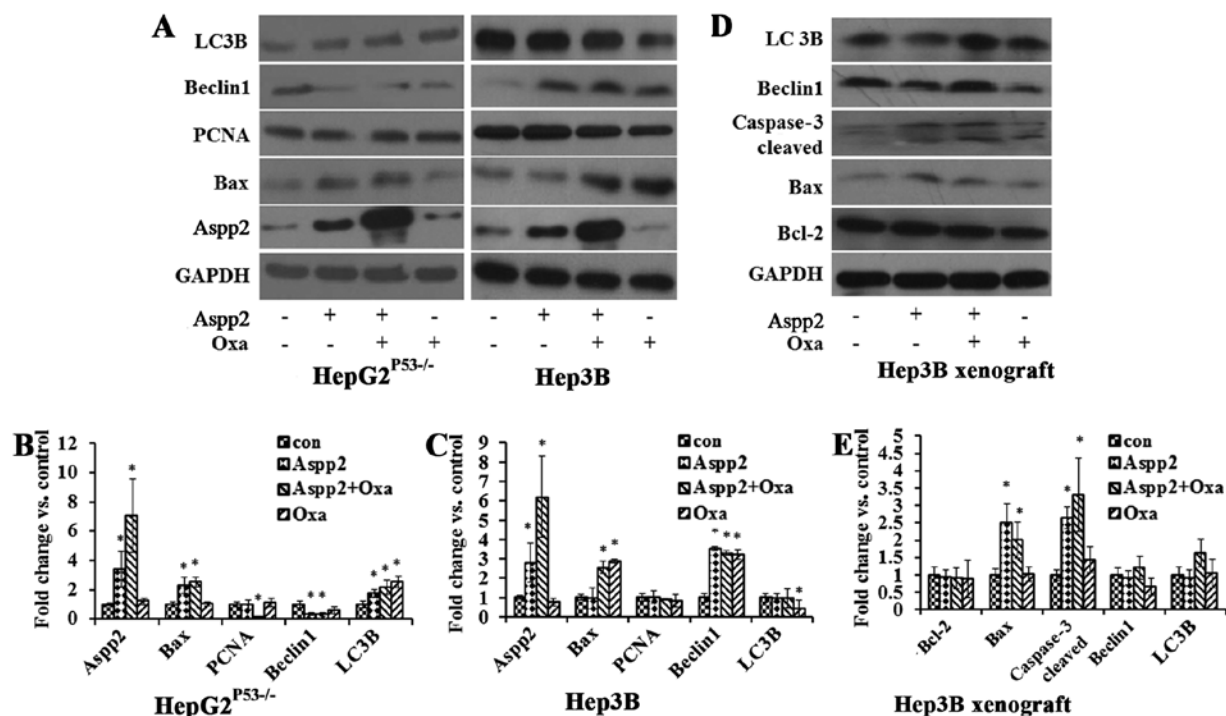 A
LC3B
Beclin1
PCNA
Bax
Aspp2
GAPDH
Aspp2 - + + - - + + -
Oxa - - + + - - + +
HepG2P53-/- Hep3B
D
LC 3B
Beclin1
Caspase-3
cleaved
Bax
Bcl-2
GAPDH
Aspp2 - + + -
Oxa - - + +
Hep3B xenograft
B
Fold change vs. control
12
10
8
6
4
2
0
con
Aspp2
Aspp2+Oxa
Oxa
* * * * * * * * * *
Aspp2 Bax PCNA Beclin1 LC3B
HepG2P53-/-
C
Fold change vs. control
9
8
7
6
5
4
3
2
1
0
con
Aspp2
Aspp2+Oxa
Oxa
* * * * * * * *
Aspp2 Bax PCNA Beclin1 LC3B
Hep3B
E
Fold change vs. control
5
4.5
4
3.5
3
2.5
2
1.5
1
0.5
0
con
Aspp2
Aspp2+Oxa
Oxa
* * * *
Bcl-2 Bax Caspase-3 cleaved Beclin1 LC3B
Hep3B xenograft